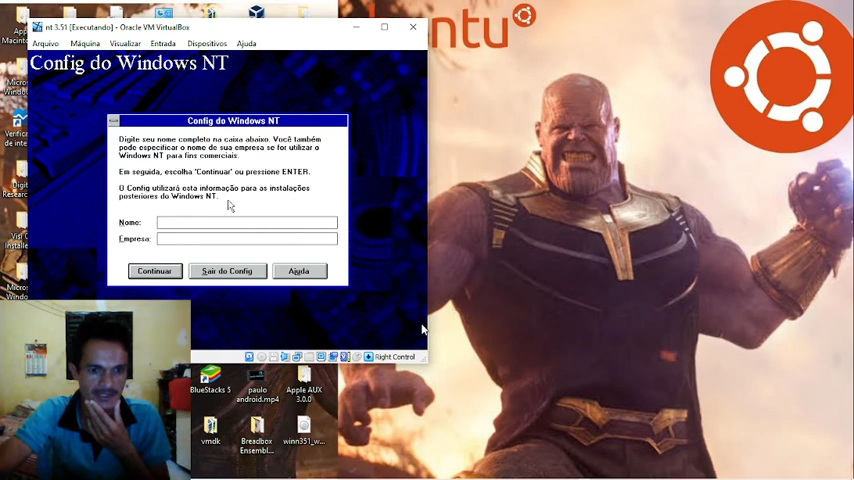 nt 3.51 [Executando] - Oracle VM VirtualBox
Arquivo Máquina Visualizar Entrada Dispositivos Ajuda
Config do Windows NT
Config do Windows NT
Digite seu nome completo na caixa abaixo. Você também
pode especificar o nome de sua empresa se for utilizar o
Windows NT para fins comerciais.
Em seguida, escolha 'Continuar' ou pressione ENTER.
O Config utilizará esta informação para as instalações
posteriores do Windows NT.
Nome:
Empresa:
Continuar Sair do Config Ajuda
Right Control
ntu
BlueStacks 5
paulo
android.mp4
Apple AUX
3.0.0
vmdk
Breadbox
Ensembl...
winn351_w...